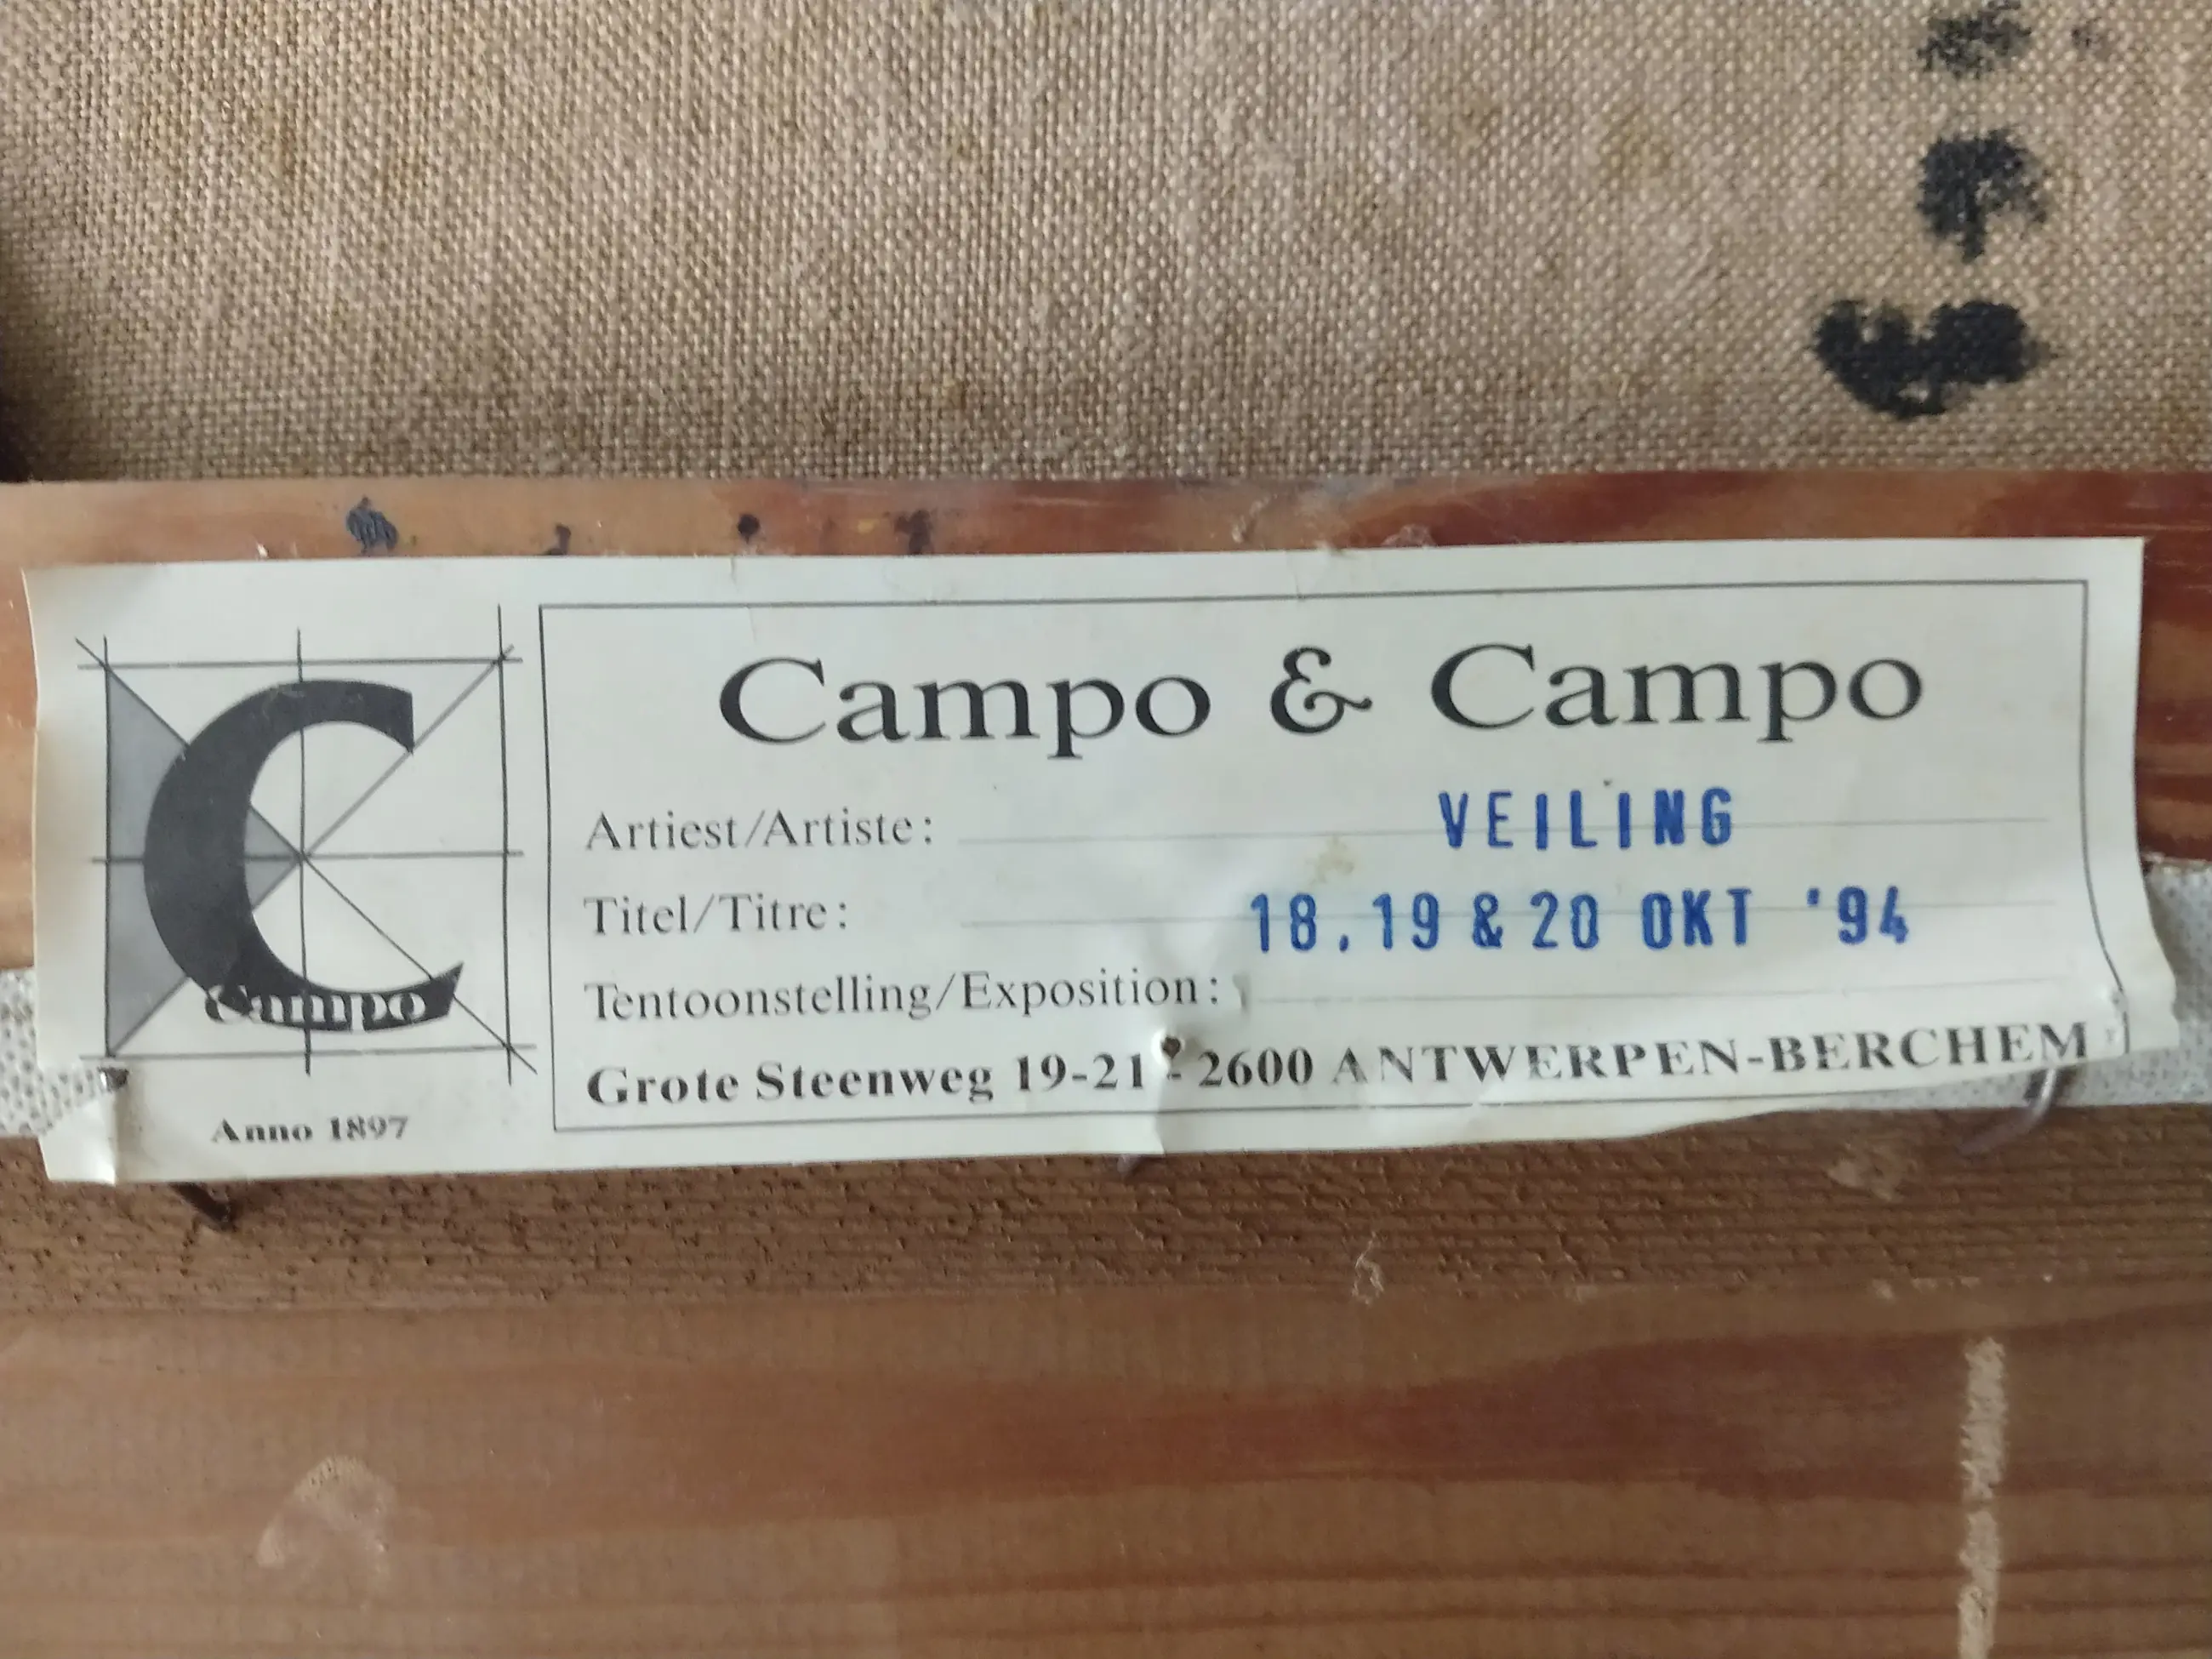 Campo
Anno 1897
Campo & Campo
Artiest/Artiste: VEILING
Titel/Titre: 18.19 & 20 OKT '94
Tentoonstelling/Exposition:
Grote Steenweg 19-21 - 2600 ANTWERPEN-BERCHEM